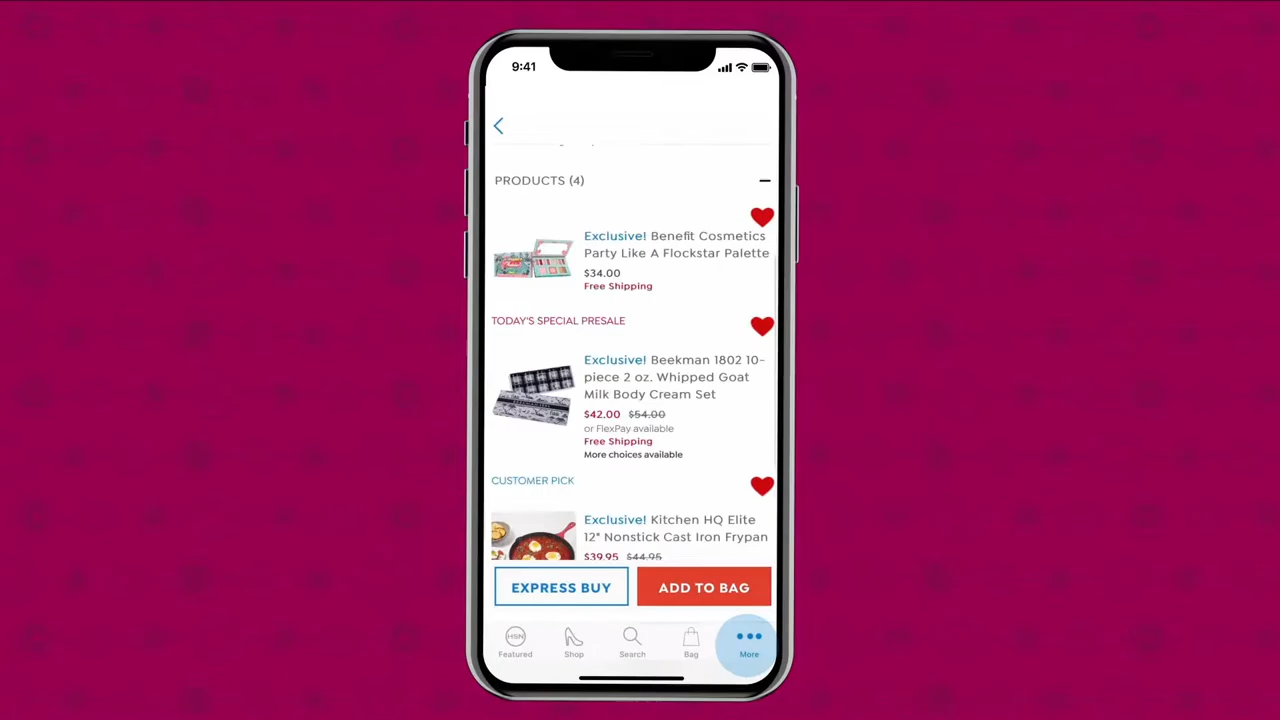 9:41
PRODUCTS (4)
Exclusive! Benefit Cosmetics
Party Like A Flockstar Palette
$34.00
Free Shipping
TODAY'S SPECIAL PRESALE
Exclusive! Beekman 1802 10-
piece 2 oz. Whipped Goat
Milk Body Cream Set
$42.00 $54.00
or FlexPay available
Free Shipping
More choices available
CUSTOMER PICK
Exclusive! Kitchen HQ Elite
12" Nonstick Cast Iron Frypan
$39.95 $44.95
EXPRESS BUY
ADD TO BAG
HSN
Featured
Shop
Search
Bag
More